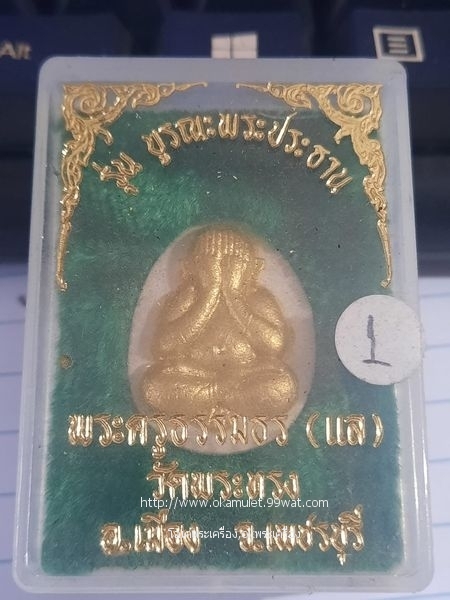 Alt
รุ่น บูรณะพระประธาน
1
พระครูธรรมธร (แล)
วัดพระทรง
http://www.okamulet.99wat.com
อ.เมือง จ.เพชรบุรี